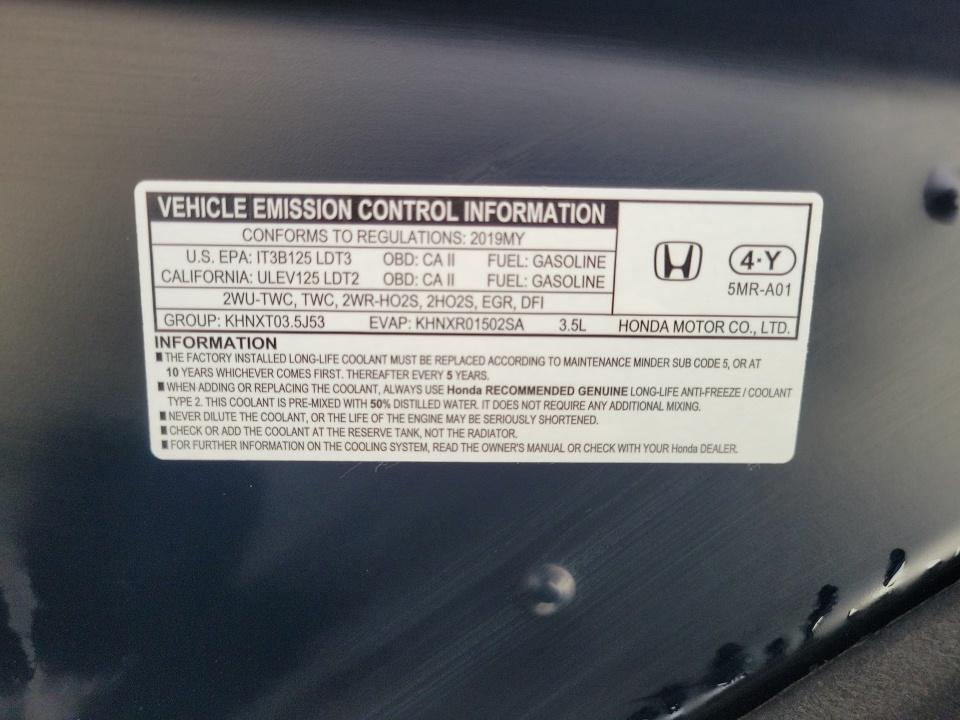 VEHICLE EMISSION CONTROL INFORMATION
CONFORMS TO REGULATIONS: 2019MY
U.S. EPA: IT3B125 LDT3 OBD: CA II FUEL: GASOLINE
CALIFORNIA: ULEV125 LDT2 OBD: CA II FUEL: GASOLINE
4·Y
5MR-A01
2WU-TWC, TWC, 2WR-HO2S, 2HO2S, EGR, DFI
GROUP: KHNXT03.5J53 EVAP: KHNXR01502SA 3.5L HONDA MOTOR CO., LTD.
INFORMATION
■ THE FACTORY INSTALLED LONG-LIFE COOLANT MUST BE REPLACED ACCORDING TO MAINTENANCE MINDER SUB CODE 5, OR AT
10 YEARS WHICHEVER COMES FIRST. THEREAFTER EVERY 5 YEARS.
■ WHEN ADDING OR REPLACING THE COOLANT, ALWAYS USE Honda RECOMMENDED GENUINE LONG-LIFE ANTI-FREEZE / COOLANT
TYPE 2. THIS COOLANT IS PRE-MIXED WITH 50% DISTILLED WATER. IT DOES NOT REQUIRE ANY ADDITIONAL MIXING.
■ NEVER DILUTE THE COOLANT, OR THE LIFE OF THE ENGINE MAY BE SERIOUSLY SHORTENED.
■ CHECK OR ADD THE COOLANT AT THE RESERVE TANK, NOT THE RADIATOR.
■ FOR FURTHER INFORMATION ON THE COOLING SYSTEM, READ THE OWNER'S MANUAL OR CHECK WITH YOUR Honda DEALER.